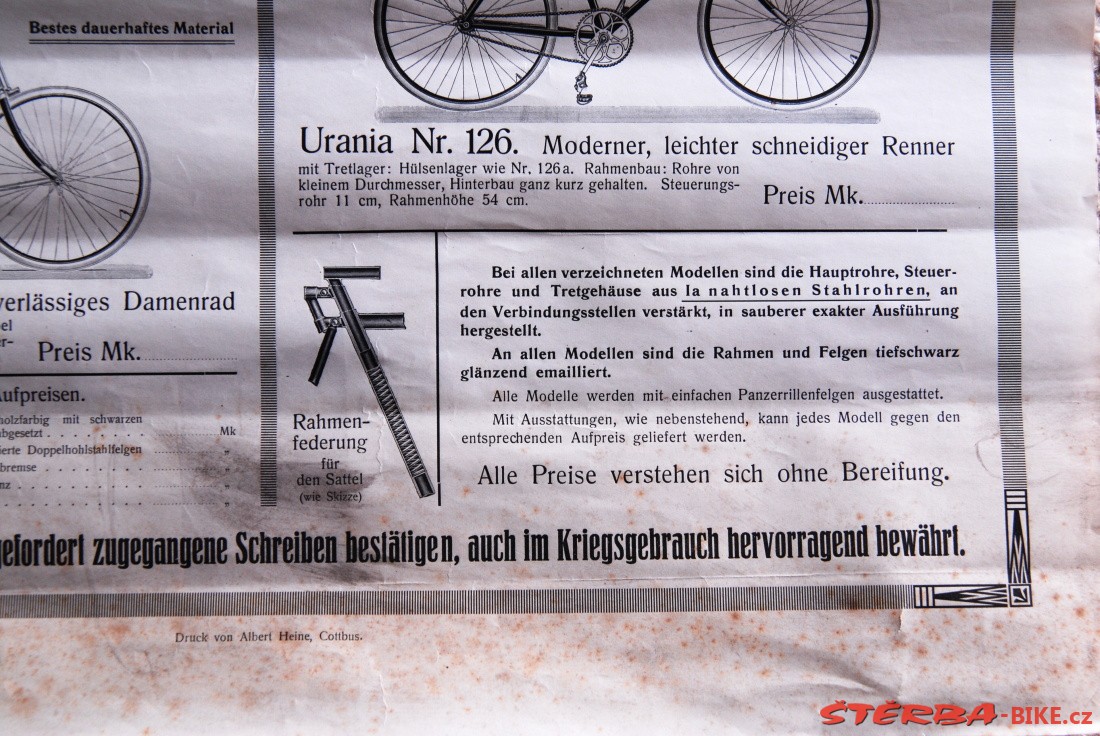 Bestes dauerhaftes Material
Damenrad
Preis Mk.
mit schwarzen
Mk
Doppelhohlstahlfelgen
„
„
„
Urania Nr. 126. Moderner, leichter schneidiger Renner
mit Tretlager: Hülsenlager wie Nr. 126a. Rahmenbau: Rohre von
kleinem Durchmesser, Hinterbau ganz kurz gehalten. Steuerungs-
rohr 11 cm, Rahmenhöhe 54 cm.
Preis Mk.
Rahmen-
federung
für
den Sattel
(wie Skizze)
Bei allen verzeichneten Modellen sind die Hauptrohre, Steuer-
rohre und Tretgehäuse aus Ia nahtlosen Stahlrohren, an
den Verbindungsstellen verstärkt, in sauberer exakter Ausführung
hergestellt.
An allen Modellen sind die Rahmen und Felgen tiefschwarz
glänzend emailliert.
Alle Modelle werden mit einfachen Panzerrillenfelgen ausgestattet.
Mit Ausstattungen, wie nebenstehend, kann jedes Modell gegen den
entsprechenden Aufpreis geliefert werden.
Alle Preise verstehen sich ohne Bereifung.
zugegangene Schreiben bestätigen, auch im Kriegsgebrauch hervorragend bewährt.
Druck von Albert Heine, Cottbus.
ŠTĚRBA-BIKE.cz